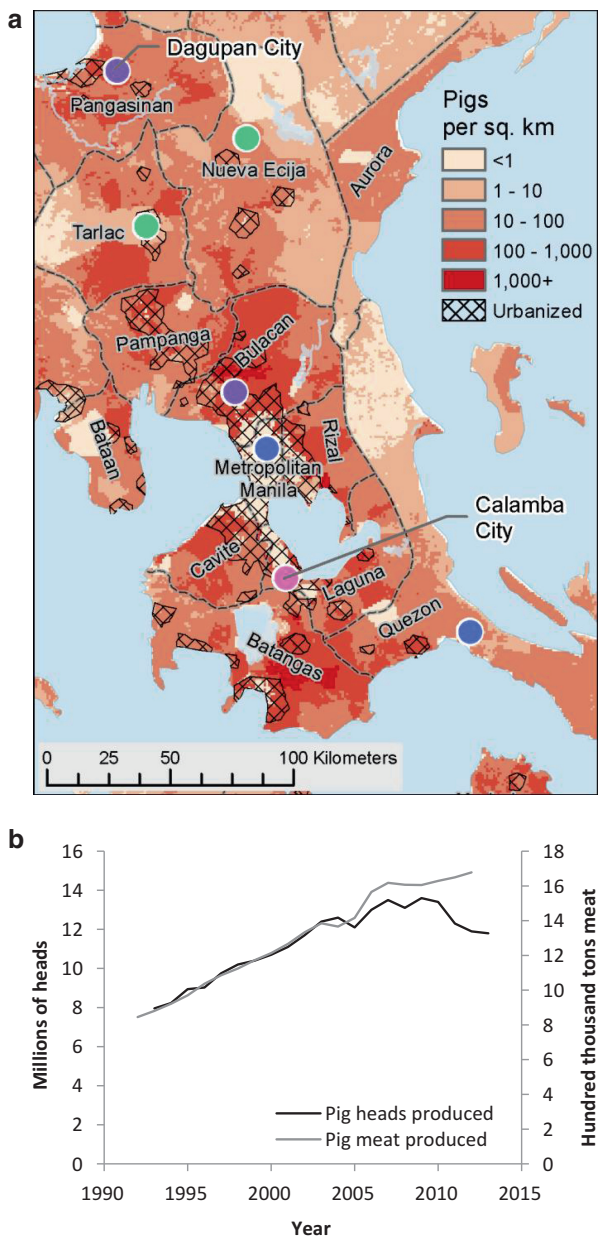 a
Dagupan City
Pangasinan
Nueva Ecija
Aurora
Tarlac
Pampanga
Bulacan
Bataan
Rizal
Metropolitan
Manila
Calamba
City
Cavite
Laguna
Quezon
Batangas
Pigs
per sq. km
<1
1 - 10
10 - 100
100 - 1,000
1,000+
Urbanized
0 25 50 100 Kilometers
b
Millions of heads
16
14
12
10
8
6
4
2
0
18
16
14
12
10
8
6
4
2
0
Hundred thousand tons meat
Pig heads produced
Pig meat produced
1990 1995 2000 2005 2010 2015
Year